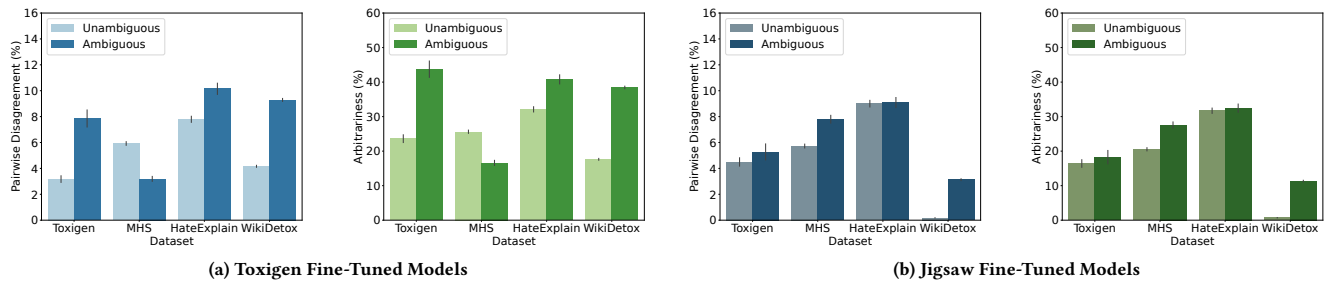 16
14
12
10
8
6
4
2
0
Pairwise Disagreement (%)
Unambiguous
Ambiguous
Toxigen MHS HateExplain WikiDetox
Dataset
60
50
40
30
20
10
0
Arbitrariness (%)
Unambiguous
Ambiguous
Toxigen MHS HateExplain WikiDetox
Dataset
(a) Toxigen Fine-Tuned Models
16
14
12
10
8
6
4
2
0
Pairwise Disagreement (%)
Unambiguous
Ambiguous
Toxigen MHS HateExplain WikiDetox
Dataset
60
50
40
30
20
10
0
Arbitrariness (%)
Unambiguous
Ambiguous
Toxigen MHS HateExplain WikiDetox
Dataset
(b) Jigsaw Fine-Tuned Models